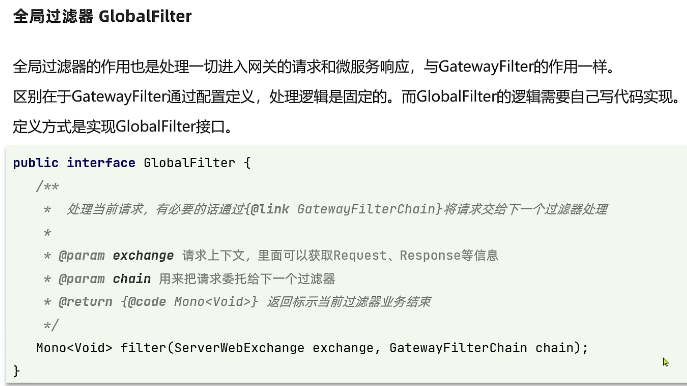 全局过滤器 GlobalFilter
全局过滤器的作用也是处理一切进入网关的请求和微服务响应，与GatewayFilter的作用一样。
区别在于GatewayFilter通过配置定义，处理逻辑是固定的。而GlobalFilter的逻辑需要自己写代码实现。
定义方式是实现GlobalFilter接口。
public interface GlobalFilter {
/**
* 处理当前请求，有必要的话通过{@link GatewayFilterChain}将请求交给下一个过滤器处理
*
* @param exchange 请求上下文，里面可以获取Request、Response等信息
* @param chain 用来把请求委托给下一个过滤器
* @return {@code Mono<Void>} 返回标示当前过滤器业务结束
*/
Mono<Void> filter(ServerWebExchange exchange, GatewayFilterChain chain);
}